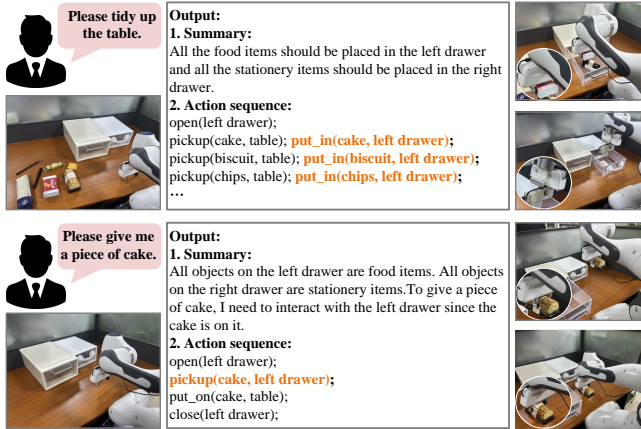 Please tidy up
the table.
Output:
1. Summary:
All the food items should be placed in the left drawer
and all the stationery items should be placed in the right
drawer.
2. Action sequence:
open(left drawer);
pickup(cake, table); put_in(cake, left drawer);
pickup(biscuit, table); put_in(biscuit, left drawer);
pickup(chips, table); put_in(chips, left drawer);
…
Please give me
a piece of cake.
Output:
1. Summary:
All objects on the left drawer are food items. All objects
on the right drawer are stationery items.To give a piece
of cake, I need to interact with the left drawer since the
cake is on it.
2. Action sequence:
open(left drawer);
pickup(cake, left drawer);
put_on(cake, table);
close(left drawer);